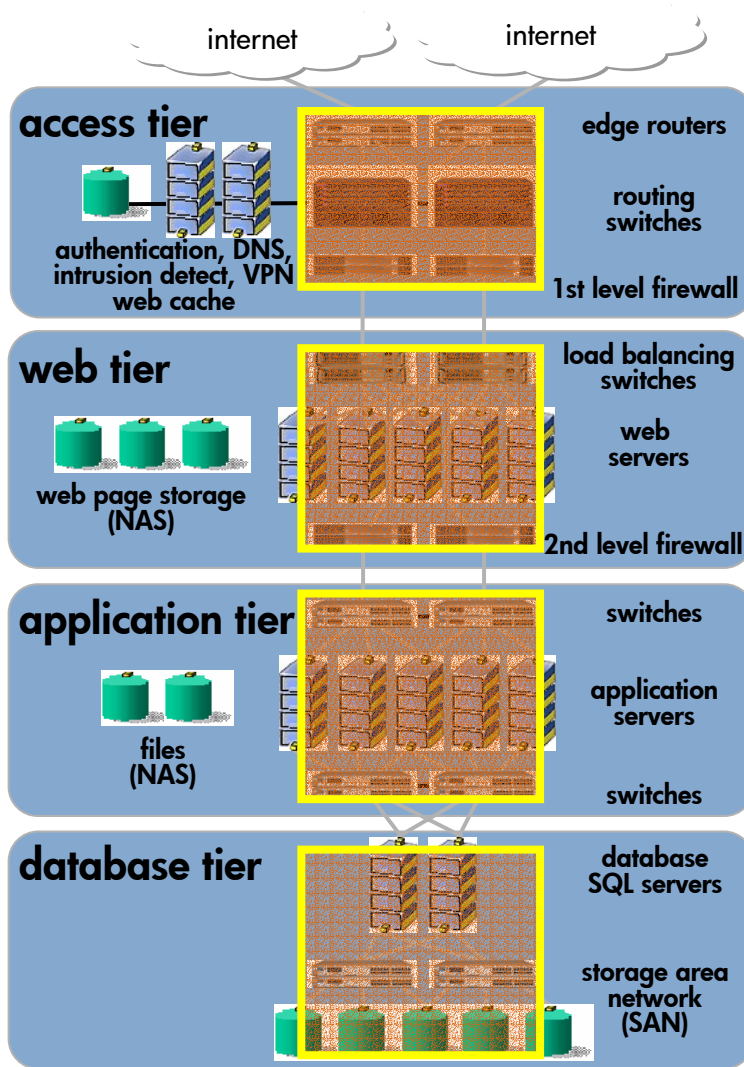 internet
internet
access tier
edge routers
routing
switches
authentication, DNS,
intrusion detect, VPN
web cache
1st level firewall
web tier
load balancing
switches
web
servers
web page storage
(NAS)
2nd level firewall
application tier
switches
application
servers
files
(NAS)
switches
database tier
database
SQL servers
storage area
network
(SAN)